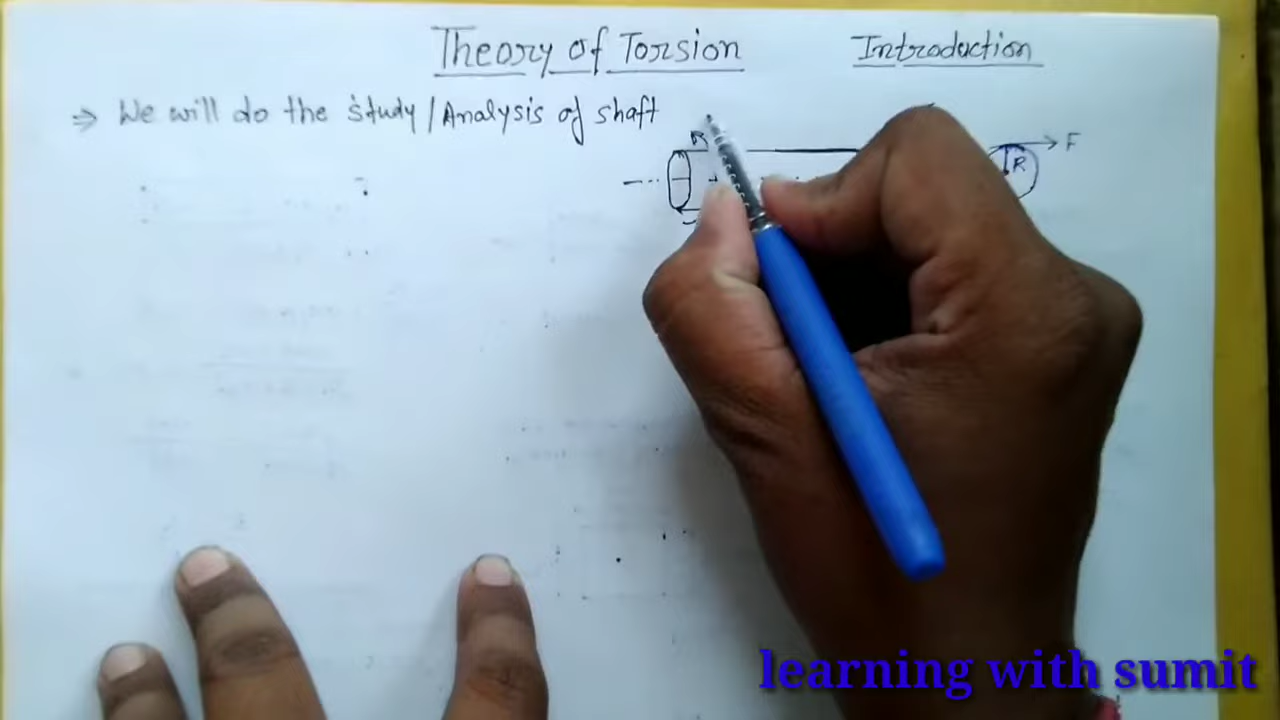 Theory of Torsion Introduction
⇒ We will do the study/Analysis of shaft
F
R
learning with sumit